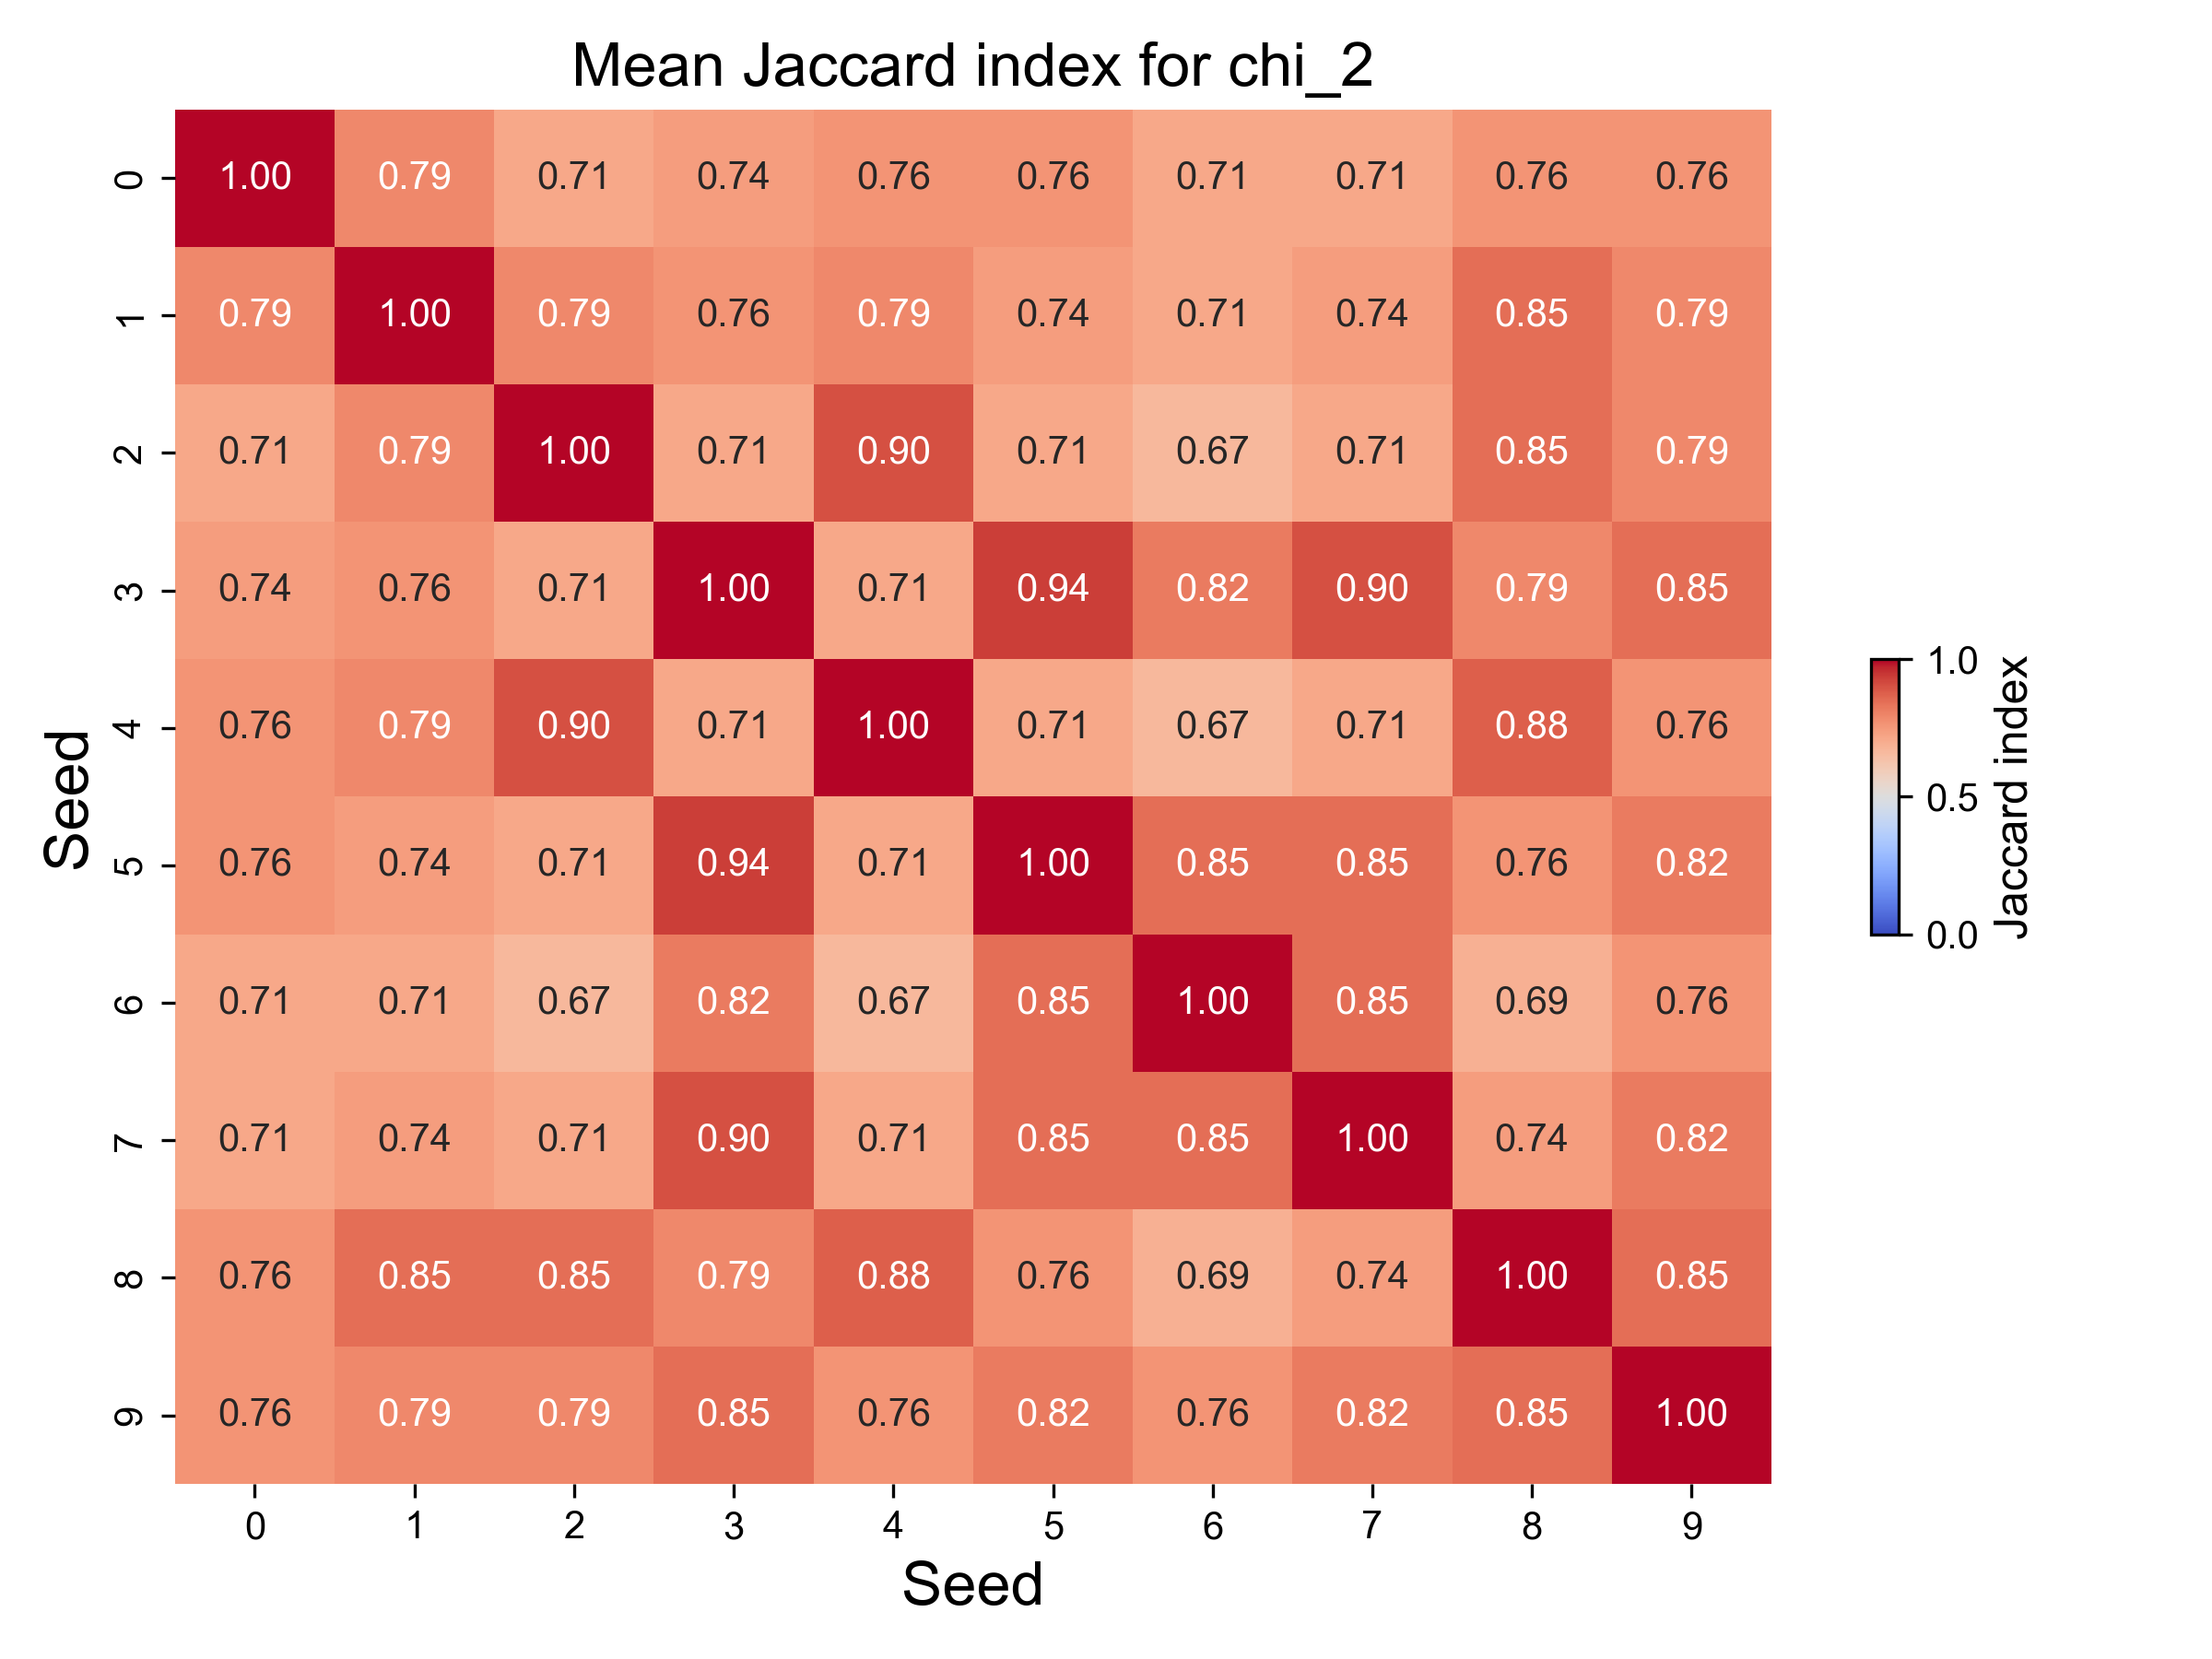 Mean Jaccard index for chi_2
0 1.00 0.79 0.71 0.74 0.76 0.76 0.71 0.71 0.76 0.76
1 0.79 1.00 0.79 0.76 0.79 0.74 0.71 0.74 0.85 0.79
2 0.71 0.79 1.00 0.71 0.90 0.71 0.67 0.71 0.85 0.79
3 0.74 0.76 0.71 1.00 0.71 0.94 0.82 0.90 0.79 0.85
4 0.76 0.79 0.90 0.71 1.00 0.71 0.67 0.71 0.88 0.76
5 0.76 0.74 0.71 0.94 0.71 1.00 0.85 0.85 0.76 0.82
6 0.71 0.71 0.67 0.82 0.67 0.85 1.00 0.85 0.69 0.76
7 0.71 0.74 0.71 0.90 0.71 0.85 0.85 1.00 0.74 0.82
8 0.76 0.85 0.85 0.79 0.88 0.76 0.69 0.74 1.00 0.85
9 0.76 0.79 0.79 0.85 0.76 0.82 0.76 0.82 0.85 1.00
0 1 2 3 4 5 6 7 8 9
Seed
Seed
1.0
0.5
0.0
Jaccard index